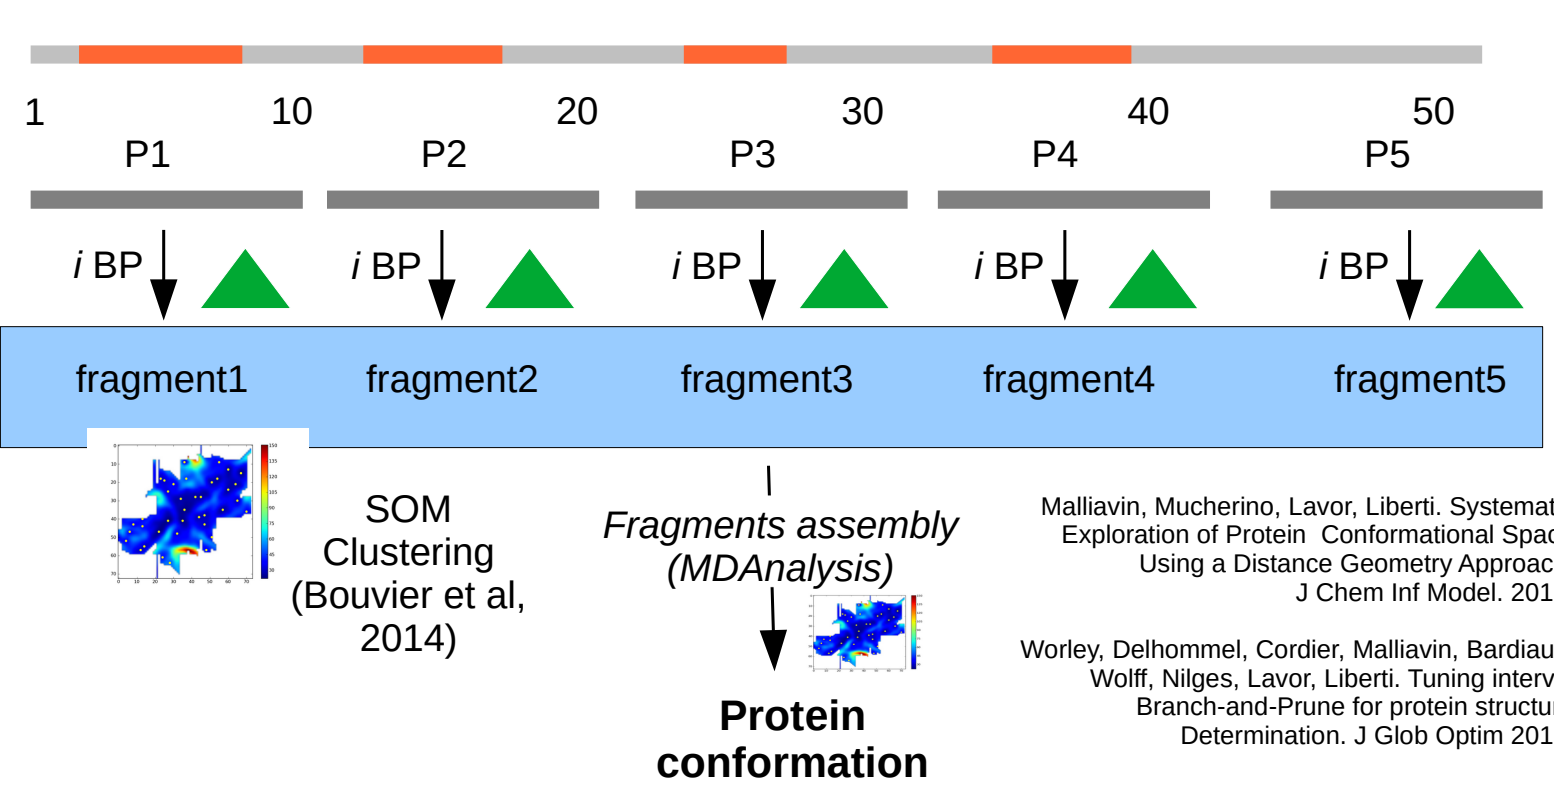 1 10 20 30 40 50
P1 P2 P3 P4 P5
i BP i BP i BP i BP i BP
fragment1 fragment2 fragment3 fragment4 fragment5
SOM
Clustering
(Bouvier et al,
2014)
Fragments assembly
(MDAnalysis)
Protein
conformation
Malliavin, Mucherino, Lavor, Liberti. Systemat
Exploration of Protein Conformational Spac
Using a Distance Geometry Approac
J Chem Inf Model. 201
Worley, Delhommel, Cordier, Malliavin, Bardiau
Wolff, Nilges, Lavor, Liberti. Tuning interv
Branch-and-Prune for protein structu
Determination. J Glob Optim 201